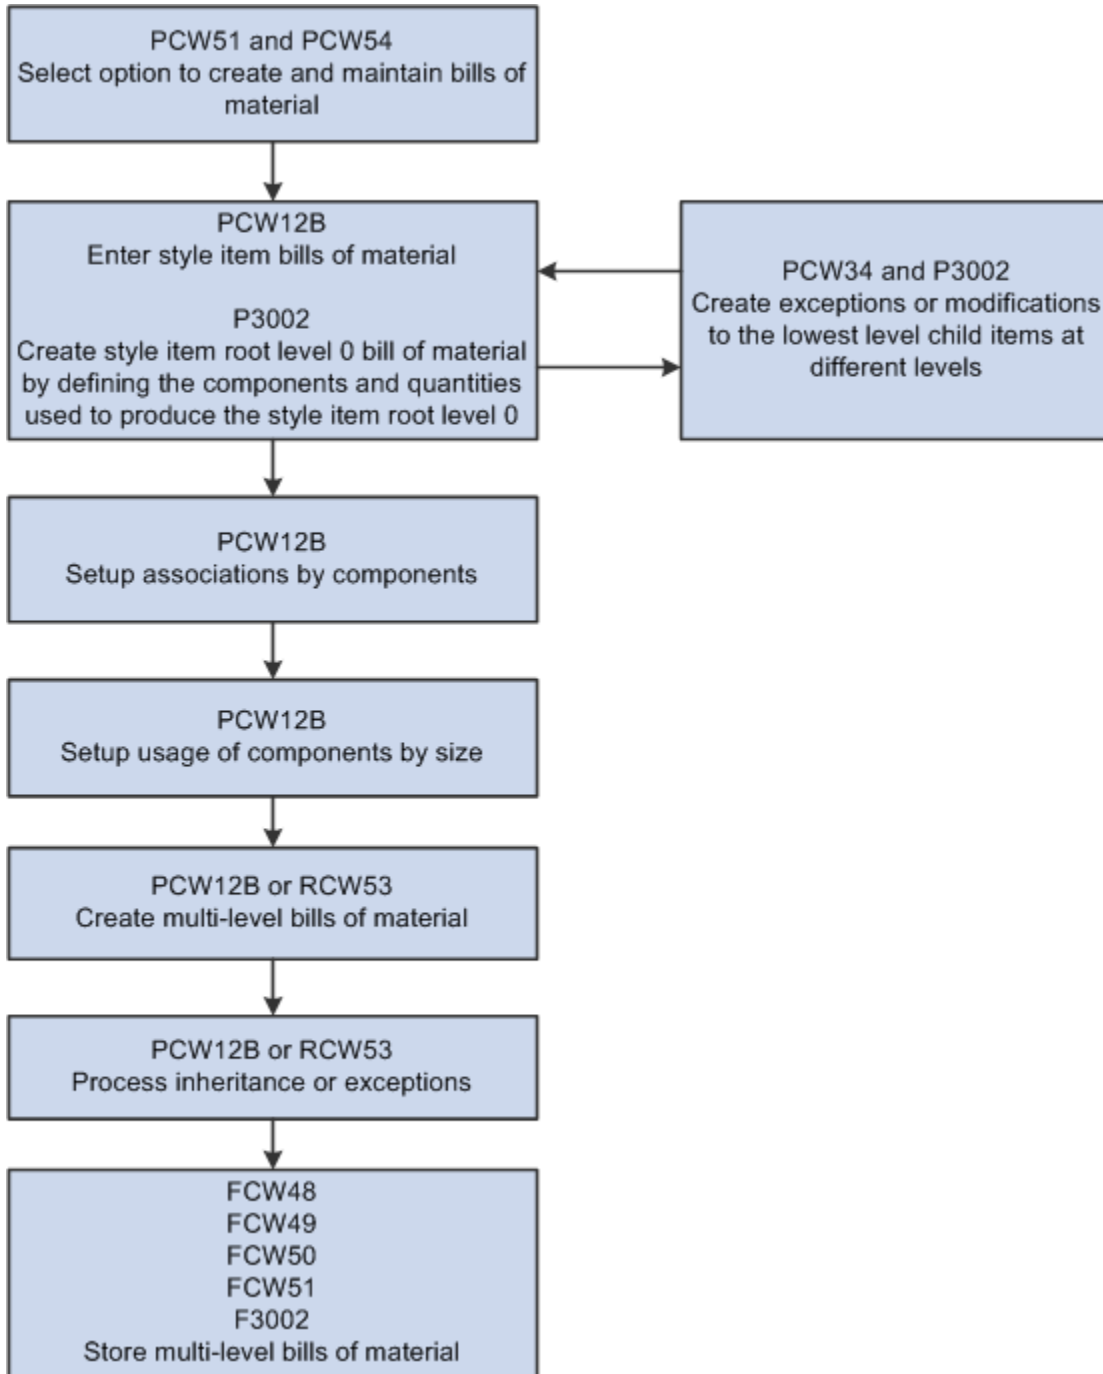 PCW51 and PCW54
Select option to create and maintain bills of
material
PCW12B
Enter style item bills of material
P3002
Create style item root level 0 bill of material
by defining the components and quantities
used to produce the style item root level 0
PCW34 and P3002
Create exceptions or modifications
to the lowest level child items at
different levels
PCW12B
Setup associations by components
PCW12B
Setup usage of components by size
PCW12B or RCW53
Create multi-level bills of material
PCW12B or RCW53
Process inheritance or exceptions
FCW48
FCW49
FCW50
FCW51
F3002
Store multi-level bills of material